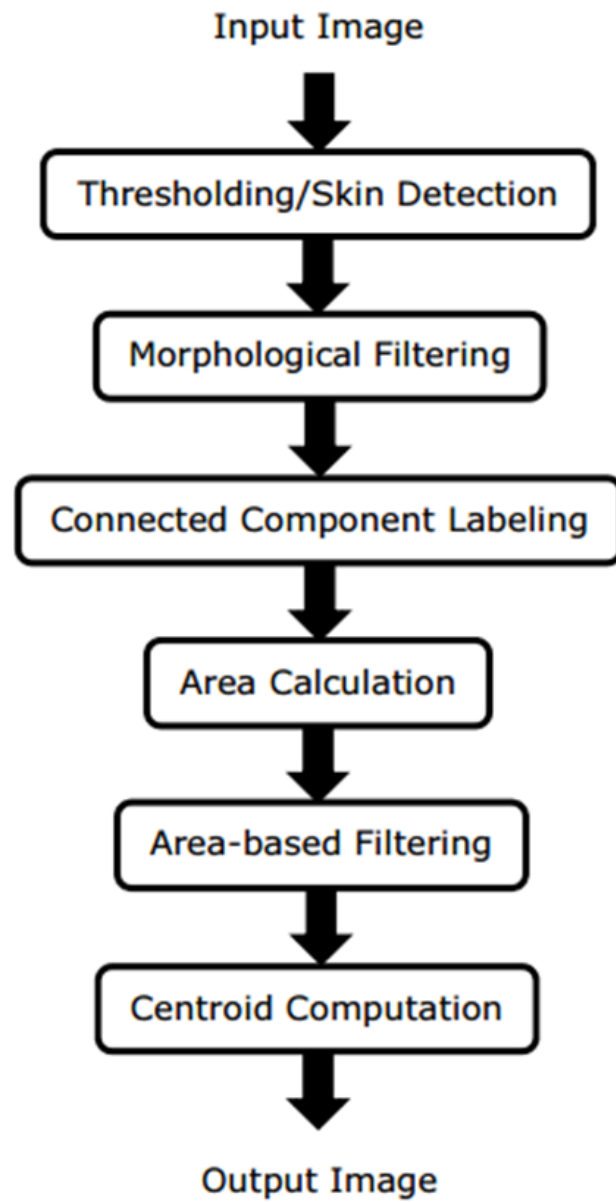 Input Image
Thresholding/Skin Detection
Morphological Filtering
Connected Component Labeling
Area Calculation
Area-based Filtering
Centroid Computation
Output Image